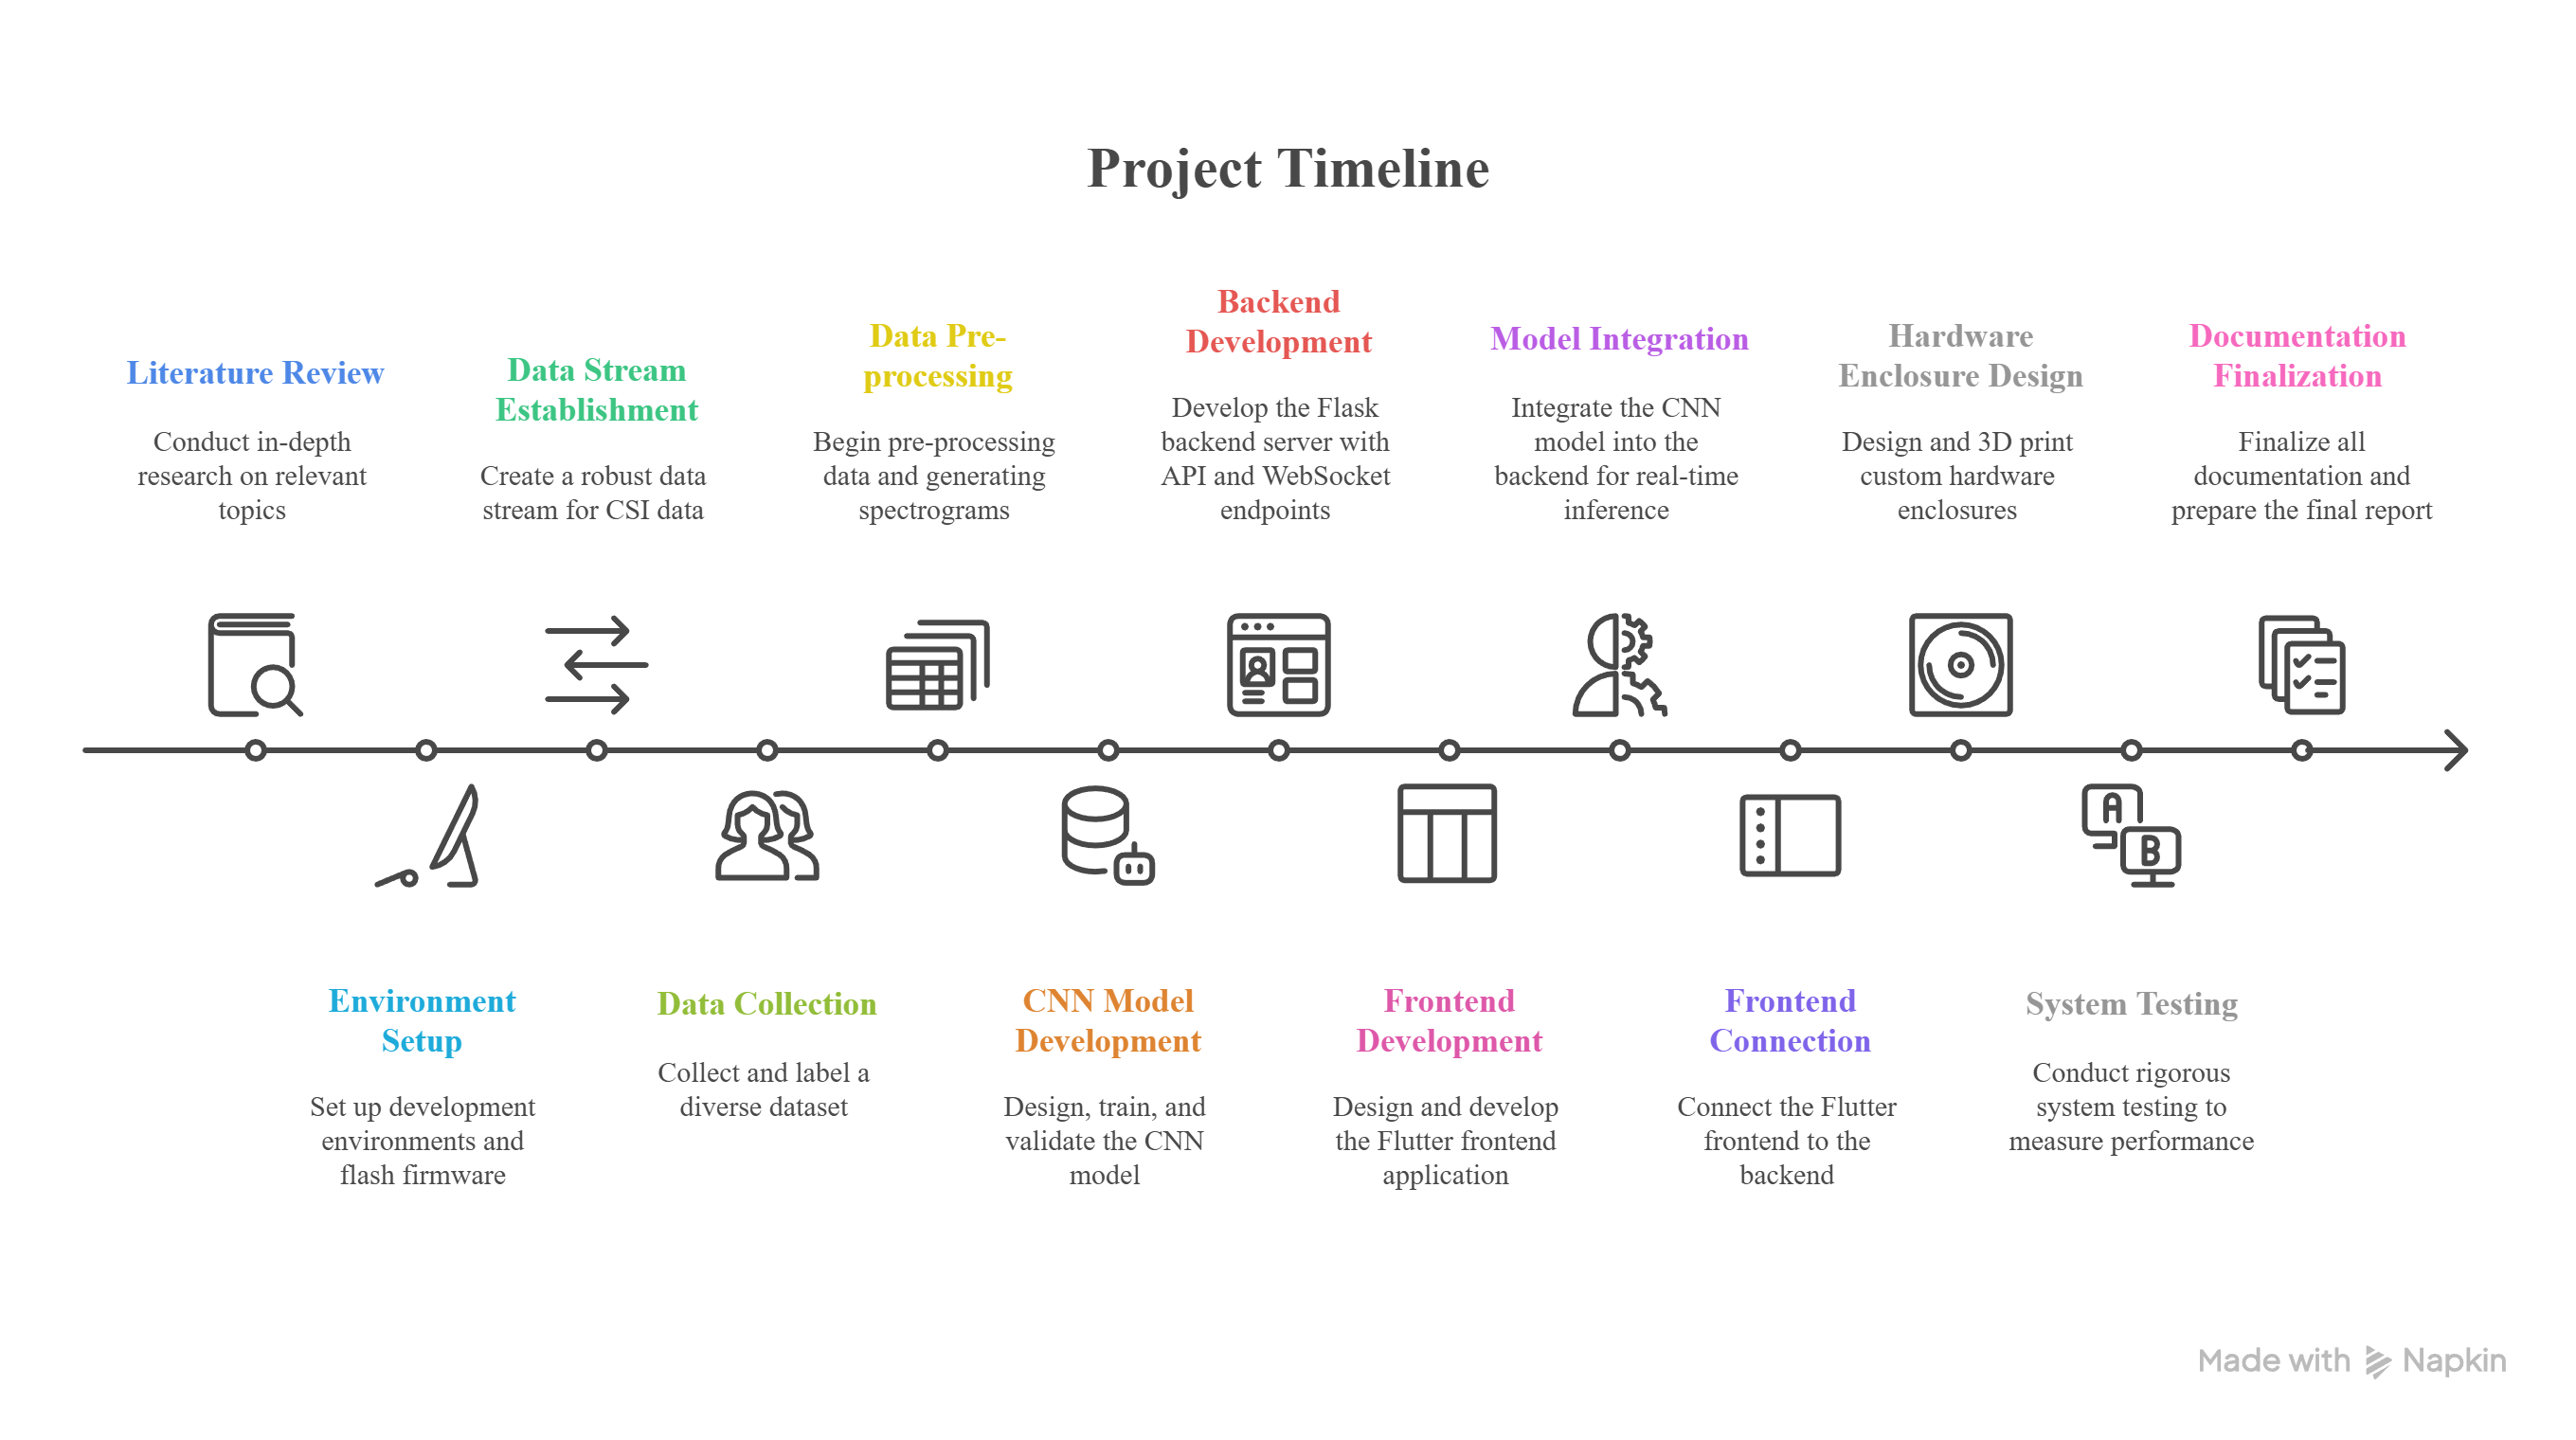 Project Timeline
Literature Review
Conduct in-depth
research on relevant
topics
Environment
Setup
Set up development
environments and
flash firmware
Data Stream
Establishment
Create a robust data
stream for CSI data
Data Collection
Collect and label a
diverse dataset
Data Pre-
processing
Begin pre-processing
data and generating
spectrograms
CNN Model
Development
Design, train, and
validate the CNN
model
Backend
Development
Develop the Flask
backend server with
API and WebSocket
endpoints
Frontend
Development
Design and develop
the Flutter frontend
application
Model Integration
Integrate the CNN
model into the
backend for real-time
inference
Frontend
Connection
Connect the Flutter
frontend to the
backend
Hardware
Enclosure Design
Design and 3D print
custom hardware
enclosures
A
B
System Testing
Conduct rigorous
system testing to
measure performance
Documentation
Finalization
Finalize all
documentation and
prepare the final report
Made with Napkin